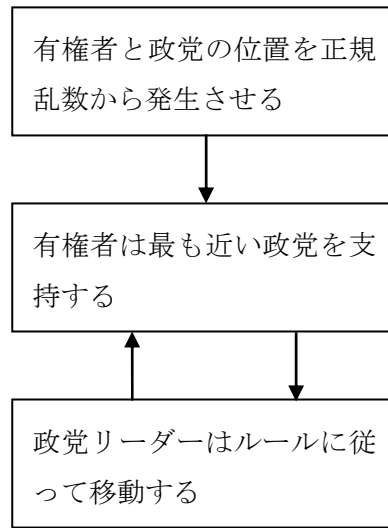 有権者と政党の位置を正規
乱数から発生させる
有権者は最も近い政党を支
持する
政党リーダーはルールに従
って移動する